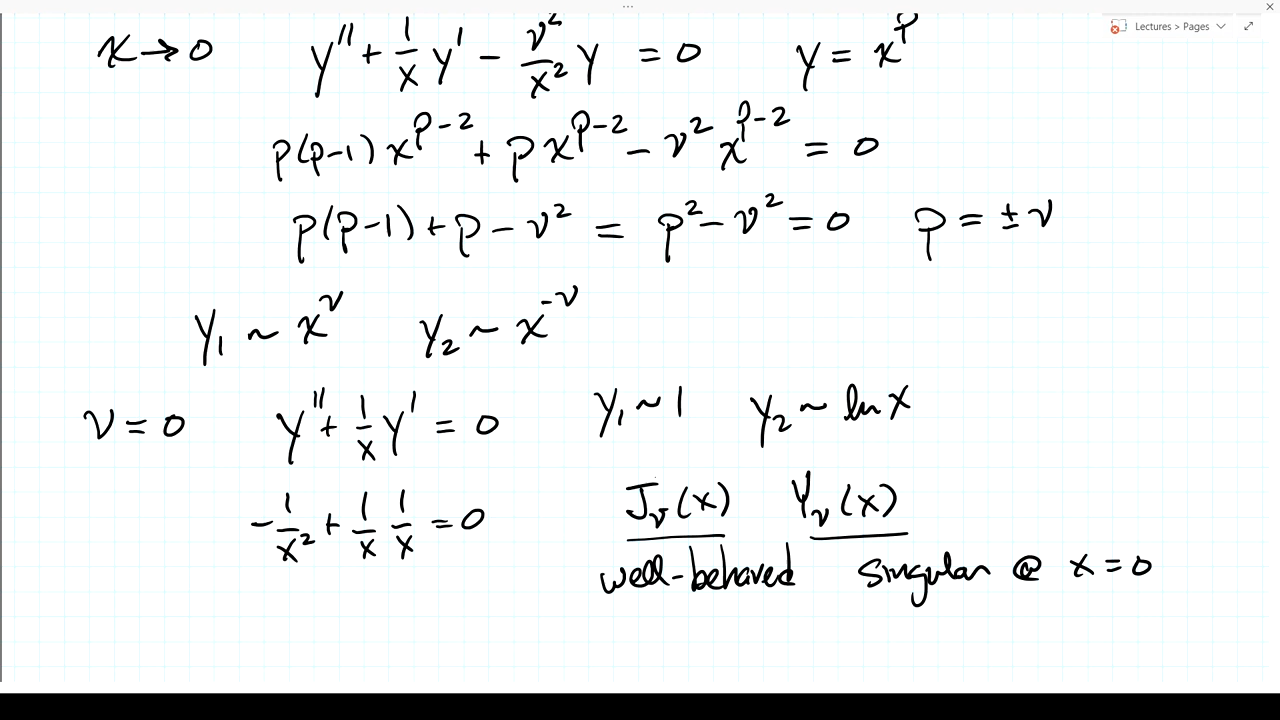 Lectures > Pages
x → 0 y'' + 1/x y' − ν²/x² y = 0 y = x^p
p(p−1) x^(p−2) + p x^(p−2) − ν² x^(p−2) = 0
p(p−1) + p − ν² = p² − ν² = 0 p = ±ν
y₁ ~ x^ν y₂ ~ x^(−ν)
ν = 0 y'' + 1/x y' = 0 y₁ ~ 1 y₂ ~ ln x
−1/x² + 1/x 1/x = 0 J_ν(x) Y_ν(x)
well-behaved singular @ x = 0